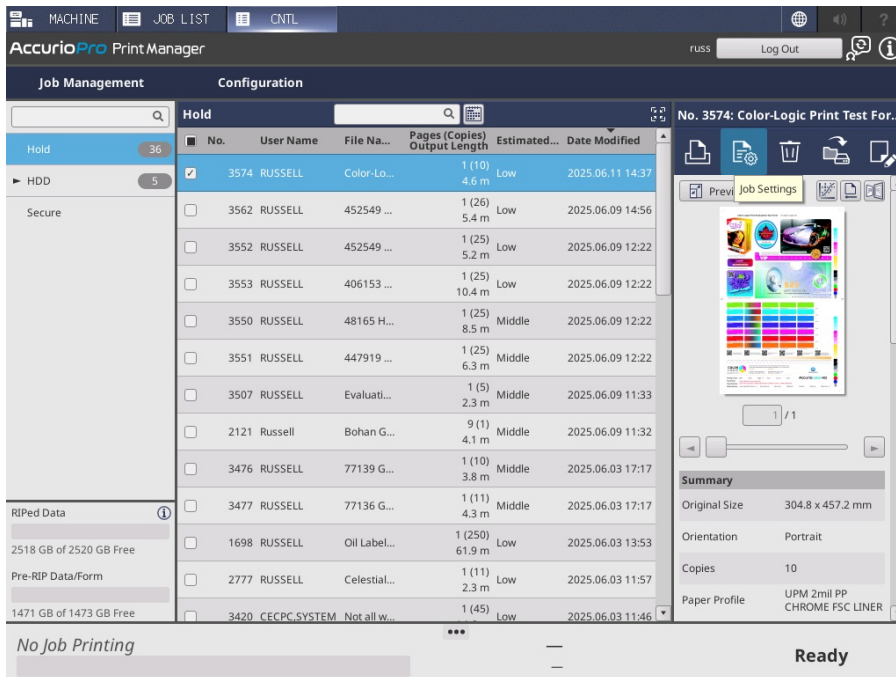 MACHINE JOB LIST CNTL ?
AccurioPro Print Manager russ Log Out
Job Management Configuration
Hold
No. 3574: Color-Logic Print Test For..
Hold 36
HDD 5
Secure
No. User Name File Na... Pages (Copies) Output Length Estimated... Date Modified
3574 RUSSELL Color-Lo... 1 (10) 4.6 m Low 2025.06.11 14:37
3562 RUSSELL 452549 ... 1 (26) 5.4 m Low 2025.06.09 14:56
3552 RUSSELL 452549 ... 1 (25) 5.2 m Low 2025.06.09 12:22
3553 RUSSELL 406153 ... 1 (25) 10.4 m Low 2025.06.09 12:22
3550 RUSSELL 48165 H... 1 (25) 8.5 m Middle 2025.06.09 12:22
3551 RUSSELL 447919 ... 1 (25) 6.3 m Middle 2025.06.09 12:22
3507 RUSSELL Evaluati... 1 (5) 2.3 m Middle 2025.06.09 11:33
2121 Russell Bohan G... 9 (1) 4.1 m Middle 2025.06.09 11:32
3476 RUSSELL 77139 G... 1 (10) 3.8 m Middle 2025.06.03 17:17
3477 RUSSELL 77136 G... 1 (11) 4.3 m Middle 2025.06.03 17:17
1698 RUSSELL Oil Label... 1 (250) 61.9 m Low 2025.06.03 13:53
2777 RUSSELL Celestial... 1 (11) 2.3 m Low 2025.06.03 11:57
3420 CECPC,SYSTEM Not all w... 1 (45) Low 2025.06.03 11:46
Previ
Job Settings
1 / 1
Summary
Original Size 304.8 x 457.2 mm
Orientation Portrait
Copies 10
Paper Profile UPM 2mil PP CHROME FSC LINER
RIPed Data
2518 GB of 2520 GB Free
Pre-RIP Data/Form
1471 GB of 1473 GB Free
No Job Printing
Ready